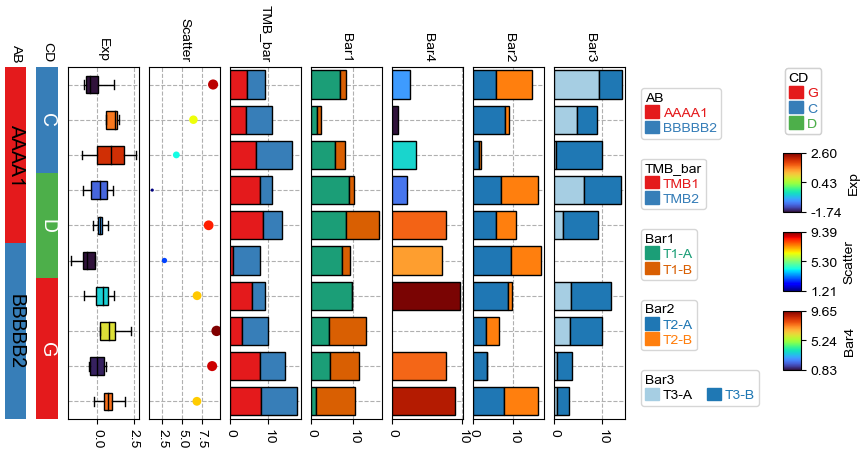 AB
CD
Exp
Scatter
TMB_bar
Bar1
Bar4
Bar2
Bar3
AAAA1
BBBBB2
C
D
G
0.0 2.5
2.5 5.0 7.5
0 10
0 10
0 10
0 10
0 10
AB
AAAA1
BBBBB2
TMB_bar
TMB1
TMB2
Bar1
T1-A
T1-B
Bar2
T2-A
T2-B
Bar3
T3-A T3-B
CD
G
C
D
2.60
0.43
-1.74
Exp
9.39
5.30
1.21
Scatter
9.65
5.24
0.83
Bar4